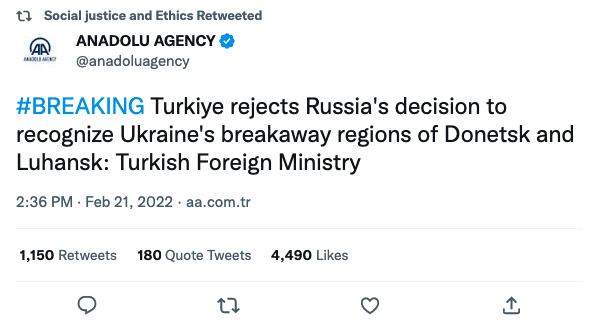 Social justice and Ethics Retweeted
ANADOLU AGENCY
@anadoluagency
AA
ANADOLU AGENCY
#BREAKING Turkiye rejects Russia's decision to
recognize Ukraine's breakaway regions of Donetsk and
Luhansk: Turkish Foreign Ministry
2:36 PM · Feb 21, 2022 · aa.com.tr
1,150 Retweets 180 Quote Tweets 4,490 Likes